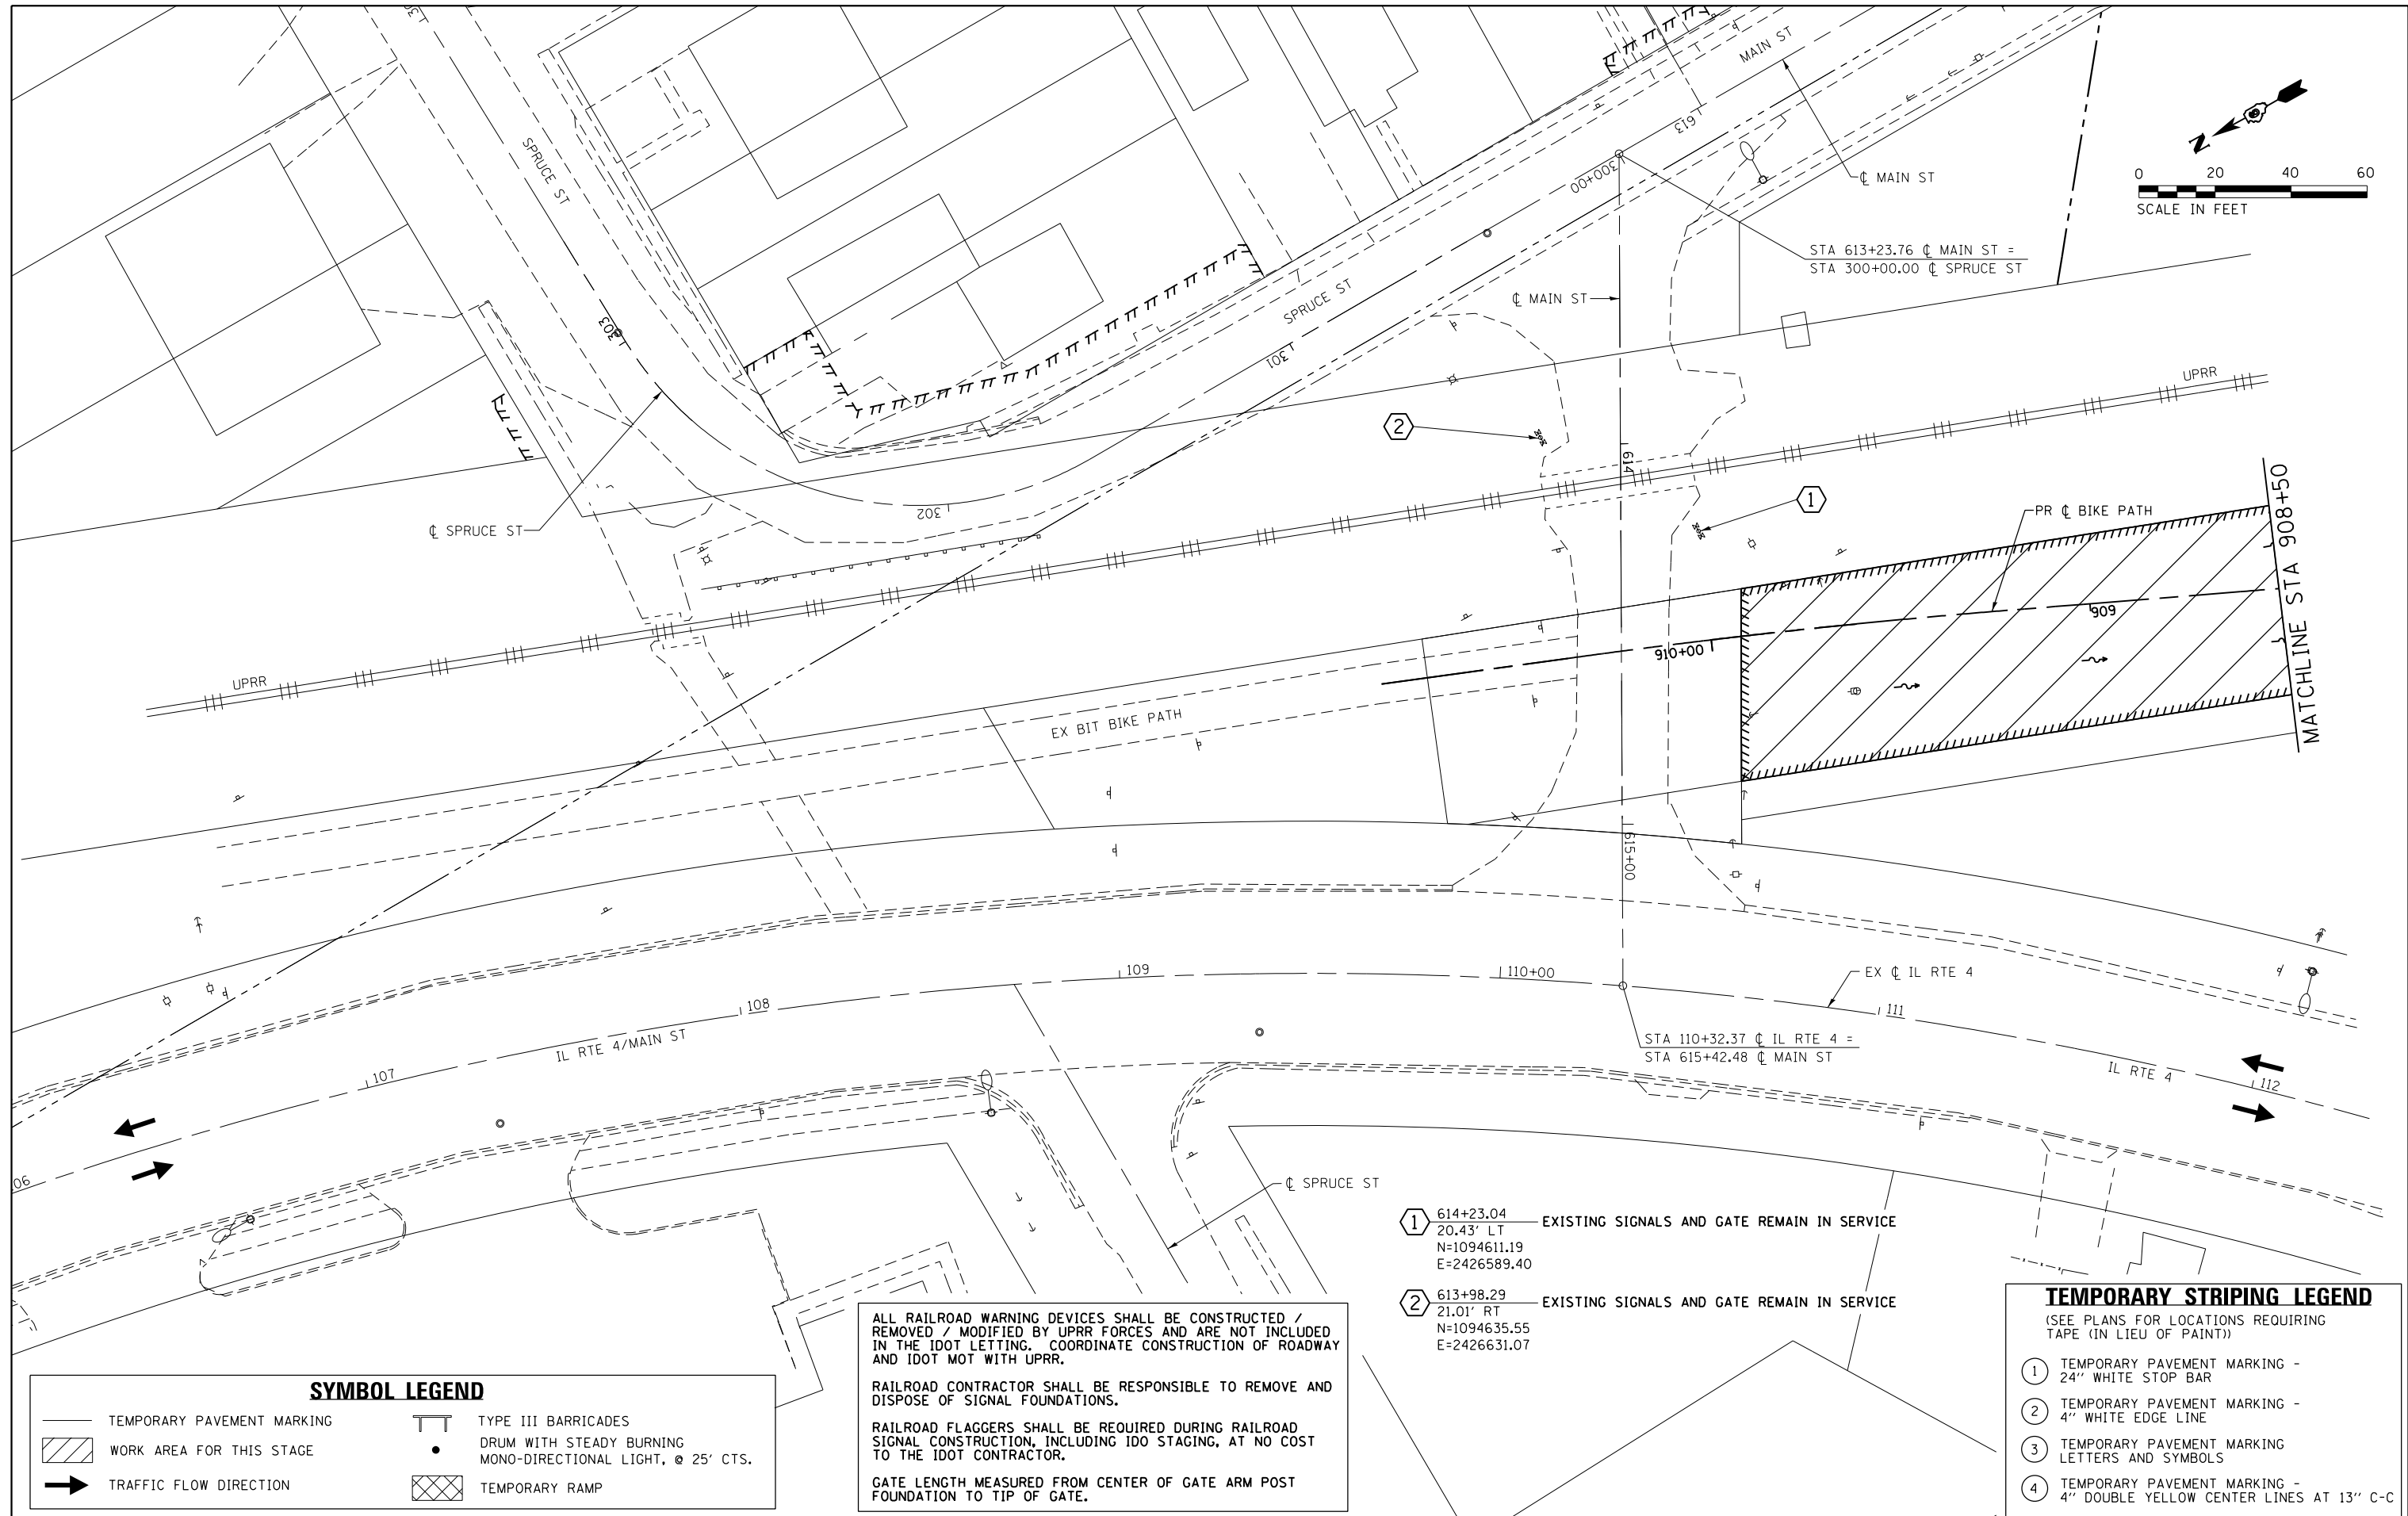 MAIN ST
SPRUCE ST
613
300+00
℄ MAIN ST
N
0 20 40 60
SCALE IN FEET
STA 613+23.76 ℄ MAIN ST =
STA 300+00.00 ℄ SPRUCE ST
℄ MAIN ST
SPRUCE ST
303
301
UPRR
2
614
1
302
℄ SPRUCE ST
PR ℄ BIKE PATH
MATCHLINE STA 908+50
909
910+00
UPRR
EX BIT BIKE PATH
615+00
109
110+00
EX ℄ IL RTE 4
108
111
IL RTE 4/MAIN ST
STA 110+32.37 ℄ IL RTE 4 =
STA 615+42.48 ℄ MAIN ST
107
IL RTE 4
112
06
℄ SPRUCE ST
1 614+23.04 EXISTING SIGNALS AND GATE REMAIN IN SERVICE
20.43' LT
N=1094611.19
E=2426589.40
2 613+98.29 EXISTING SIGNALS AND GATE REMAIN IN SERVICE
21.01' RT
N=1094635.55
E=2426631.07
SYMBOL LEGEND
TEMPORARY PAVEMENT MARKING
WORK AREA FOR THIS STAGE
TRAFFIC FLOW DIRECTION
TYPE III BARRICADES
DRUM WITH STEADY BURNING
MONO-DIRECTIONAL LIGHT, @ 25' CTS.
TEMPORARY RAMP
ALL RAILROAD WARNING DEVICES SHALL BE CONSTRUCTED /
REMOVED / MODIFIED BY UPRR FORCES AND ARE NOT INCLUDED
IN THE IDOT LETTING. COORDINATE CONSTRUCTION OF ROADWAY
AND IDOT MOT WITH UPRR.
RAILROAD CONTRACTOR SHALL BE RESPONSIBLE TO REMOVE AND
DISPOSE OF SIGNAL FOUNDATIONS.
RAILROAD FLAGGERS SHALL BE REQUIRED DURING RAILROAD
SIGNAL CONSTRUCTION, INCLUDING IDO STAGING, AT NO COST
TO THE IDOT CONTRACTOR.
GATE LENGTH MEASURED FROM CENTER OF GATE ARM POST
FOUNDATION TO TIP OF GATE.
TEMPORARY STRIPING LEGEND
(SEE PLANS FOR LOCATIONS REQUIRING
TAPE (IN LIEU OF PAINT))
1 TEMPORARY PAVEMENT MARKING -
24" WHITE STOP BAR
2 TEMPORARY PAVEMENT MARKING -
4" WHITE EDGE LINE
3 TEMPORARY PAVEMENT MARKING
LETTERS AND SYMBOLS
4 TEMPORARY PAVEMENT MARKING -
4" DOUBLE YELLOW CENTER LINES AT 13" C-C